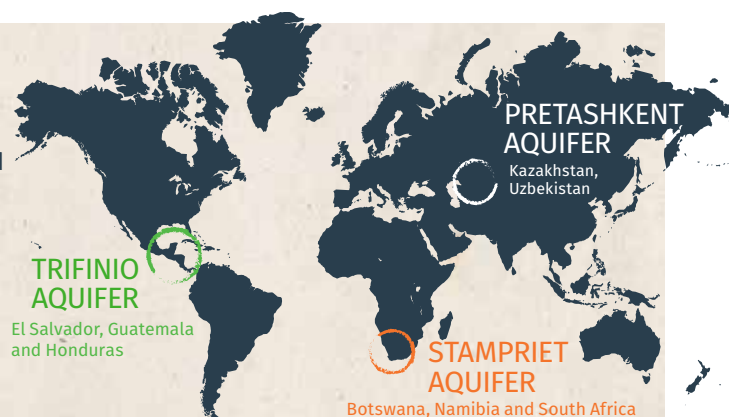 PRETASHKENT
AQUIFER
Kazakhstan,
Uzbekistan
TRIFINIO
AQUIFER
El Salvador, Guatemala
and Honduras
STAMPRIET
AQUIFER
Botswana, Namibia and South Africa